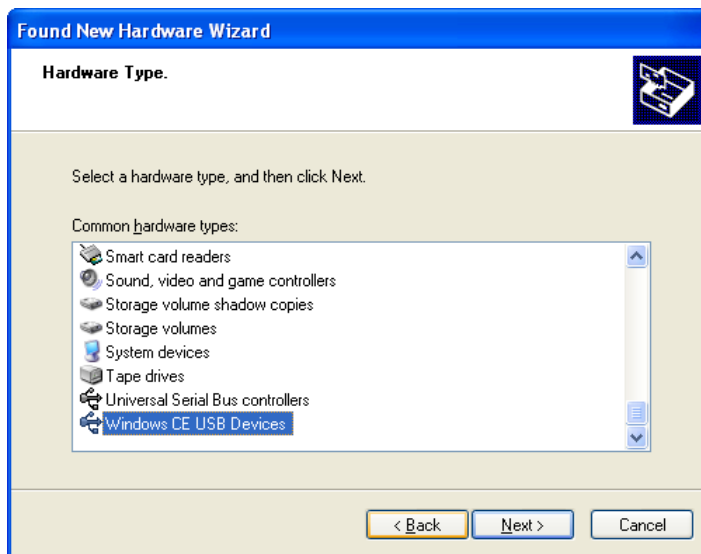 Found New Hardware Wizard
Hardware Type.
Select a hardware type, and then click Next.
Common hardware types:
Smart card readers
Sound, video and game controllers
Storage volume shadow copies
Storage volumes
System devices
Tape drives
Universal Serial Bus controllers
Windows CE USB Devices
< Back Next > Cancel